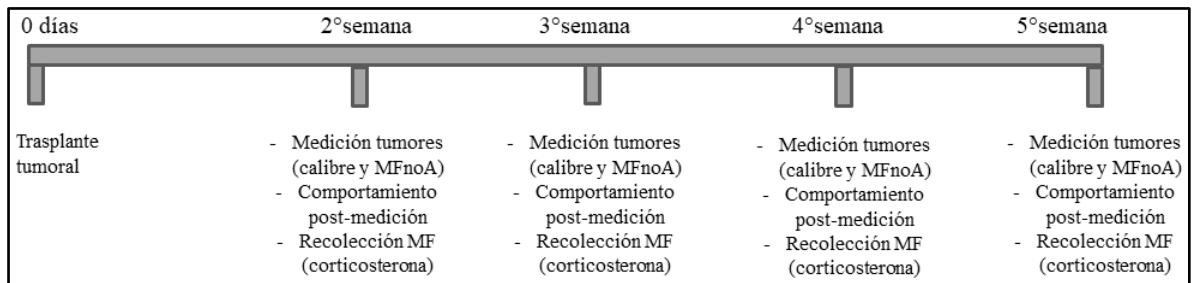 0 días
2°semana
3°semana
4°semana
5°semana
Trasplante
tumoral
- Medición tumores
(calibre y MFnoA)
- Comportamiento
post-medición
- Recolección MF
(corticosterona)
- Medición tumores
(calibre y MFnoA)
- Comportamiento
post-medición
- Recolección MF
(corticosterona)
- Medición tumores
(calibre y MFnoA)
- Comportamiento
post-medición
- Recolección MF
(corticosterona)
- Medición tumores
(calibre y MFnoA)
- Comportamiento
post-medición
- Recolección MF
(corticosterona)